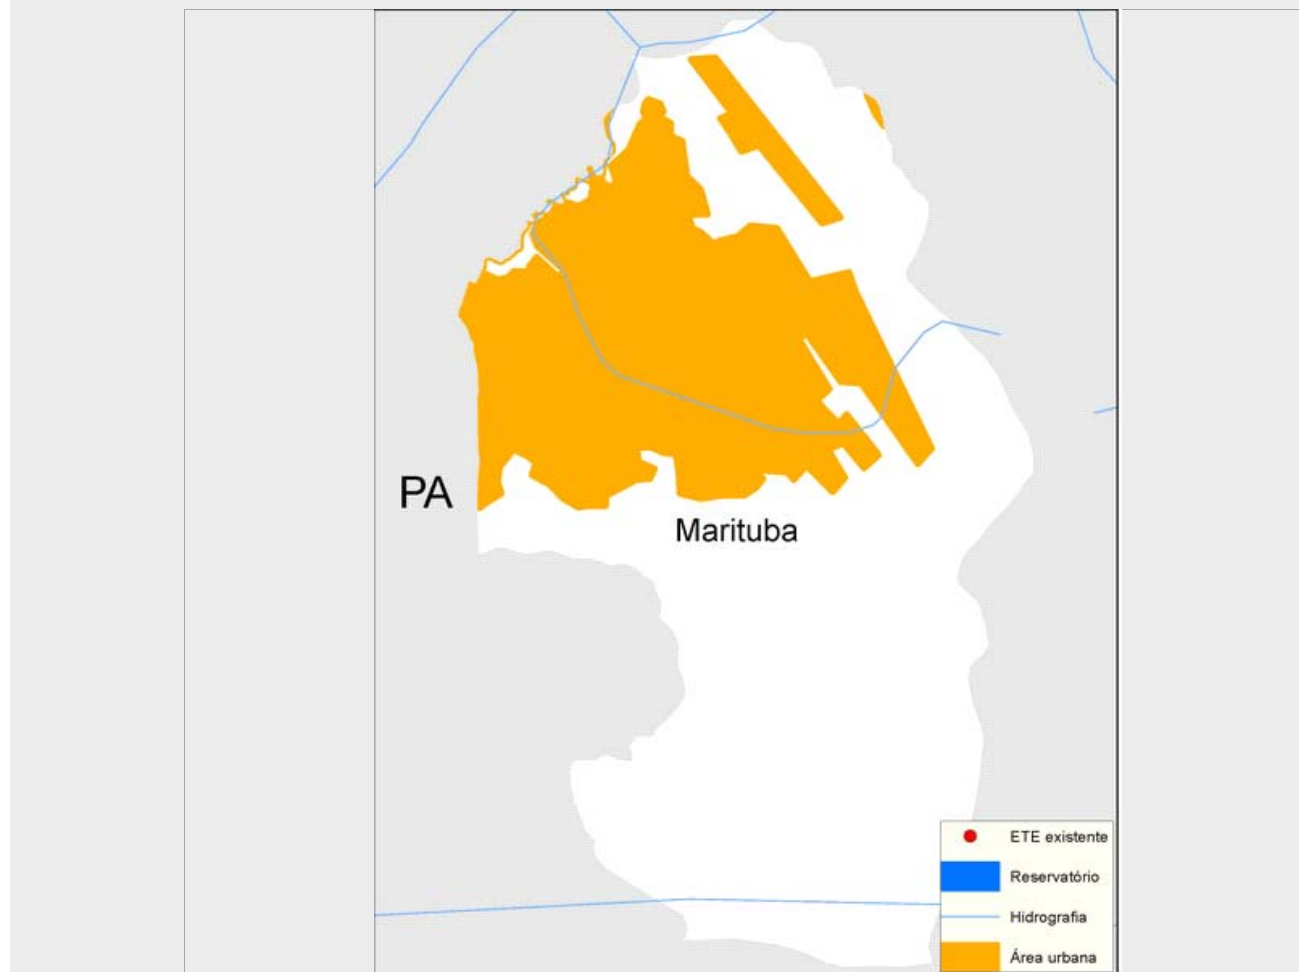 PA
Marituba
ETE existente
Reservatório
Hidrografia
Área urbana